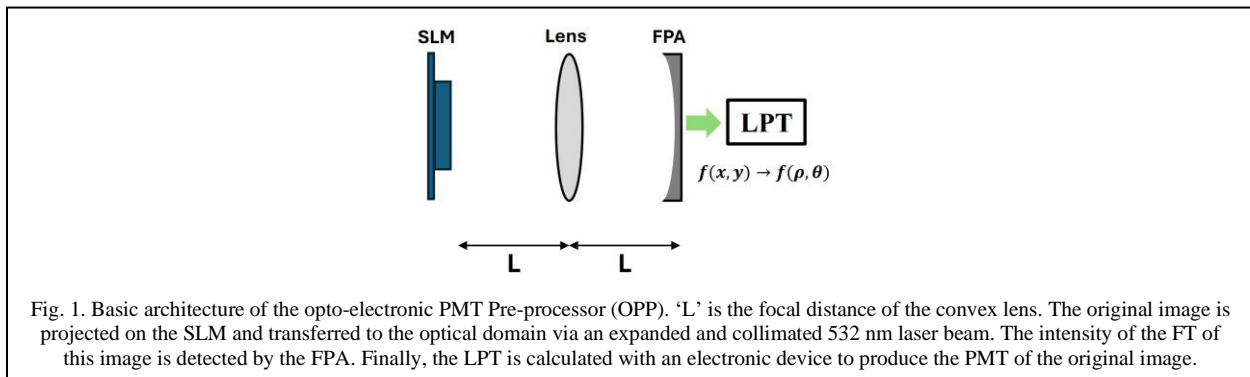 SLM Lens FPA
LPT
f(x, y) → f(ρ, θ)
L L
Fig. 1. Basic architecture of the opto-electronic PMT Pre-processor (OPP). ‘L’ is the focal distance of the convex lens. The original image is
projected on the SLM and transferred to the optical domain via an expanded and collimated 532 nm laser beam. The intensity of the FT of
this image is detected by the FPA. Finally, the LPT is calculated with an electronic device to produce the PMT of the original image.